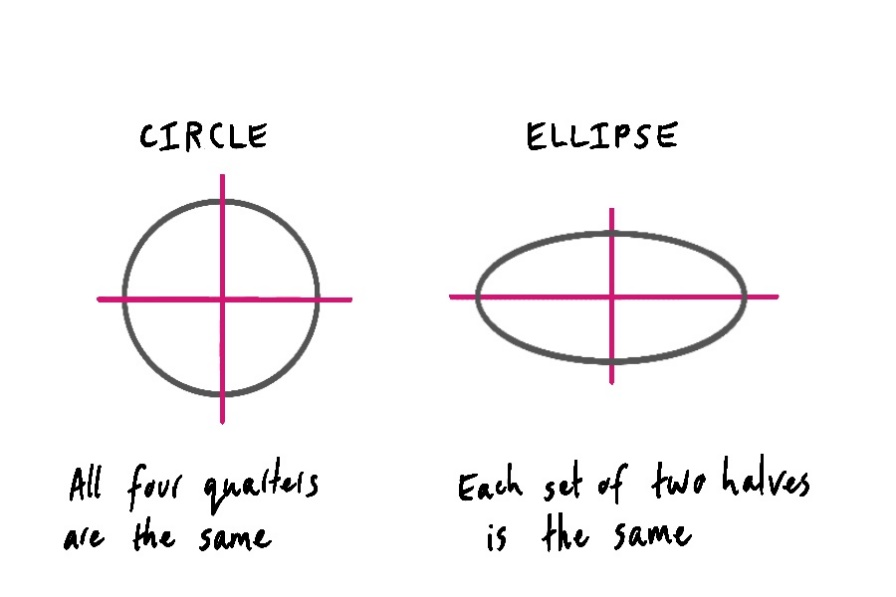 CIRCLE
ELLIPSE
All four quarters
are the same
Each set of two halves
is the same